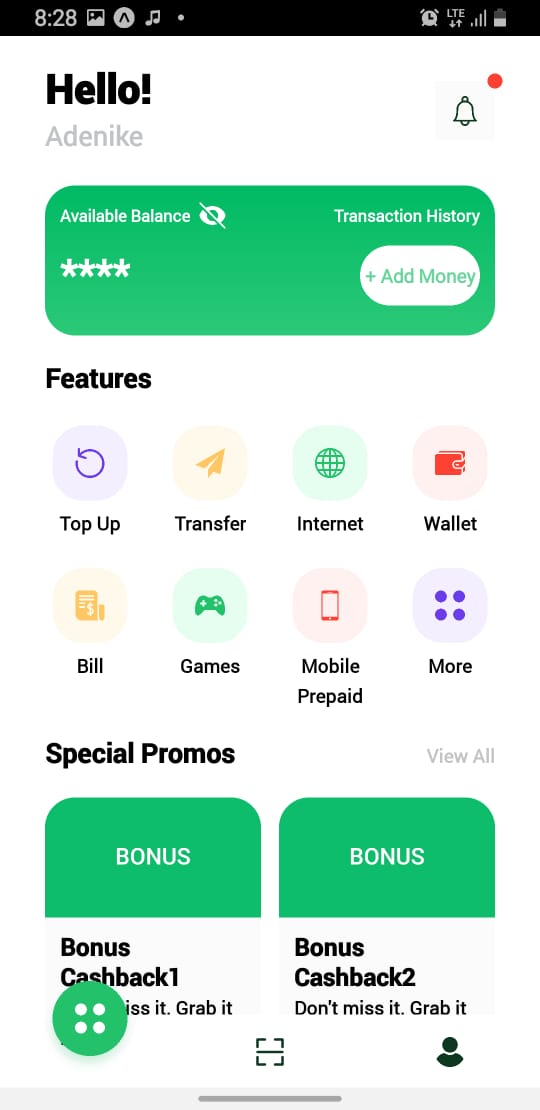 8:28
LTE
Hello!
Adenike
Available Balance
Transaction History
****
+ Add Money
Features
Top Up
Transfer
Internet
Wallet
Bill
Games
Mobile
Prepaid
More
Special Promos
View All
BONUS
BONUS
Bonus
Cashback1
iss it. Grab it
Bonus
Cashback2
Don't miss it. Grab it